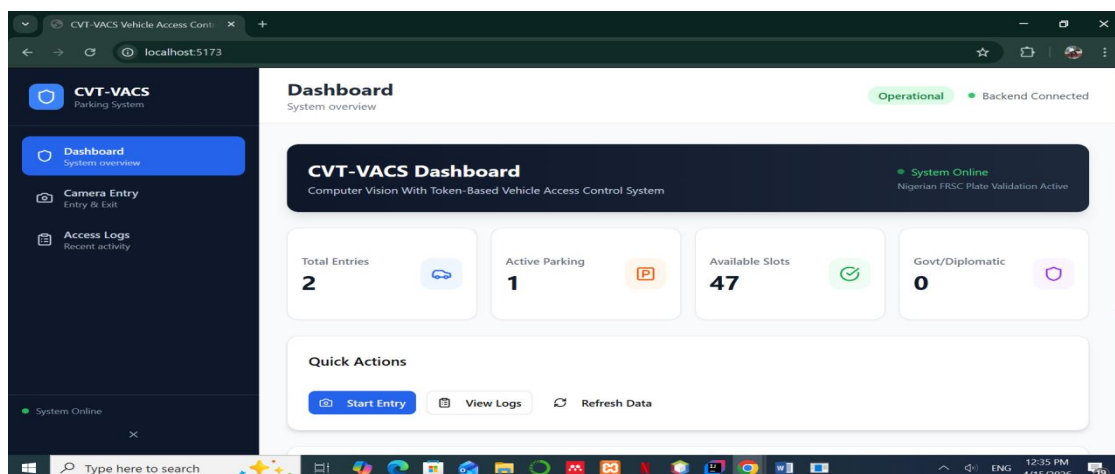 CVT-VACS Vehicle Access Contr
localhost:5173
CVT-VACS
Parking System
Dashboard
System overview
Camera Entry
Entry & Exit
Access Logs
Recent activity
System Online
Dashboard
System overview
Operational
Backend Connected
CVT-VACS Dashboard
Computer Vision With Token-Based Vehicle Access Control System
System Online
Nigerian FRSC Plate Validation Active
Total Entries
2
Active Parking
1
P
Available Slots
47
Govt/Diplomatic
0
Quick Actions
Start Entry
View Logs
Refresh Data
Type here to search
ENG
12:35 PM